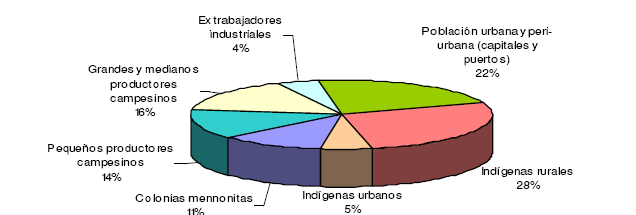 Ex trabajadores
industriales
4%
Población urbana y peri-
urbana (capitales y
puertos)
22%
Grandes y medianos
productores
campesinos
16%
Pequeños productores
campesinos
14%
Colonias mennonitas
11%
Indígenas urbanos
5%
Indígenas rurales
28%